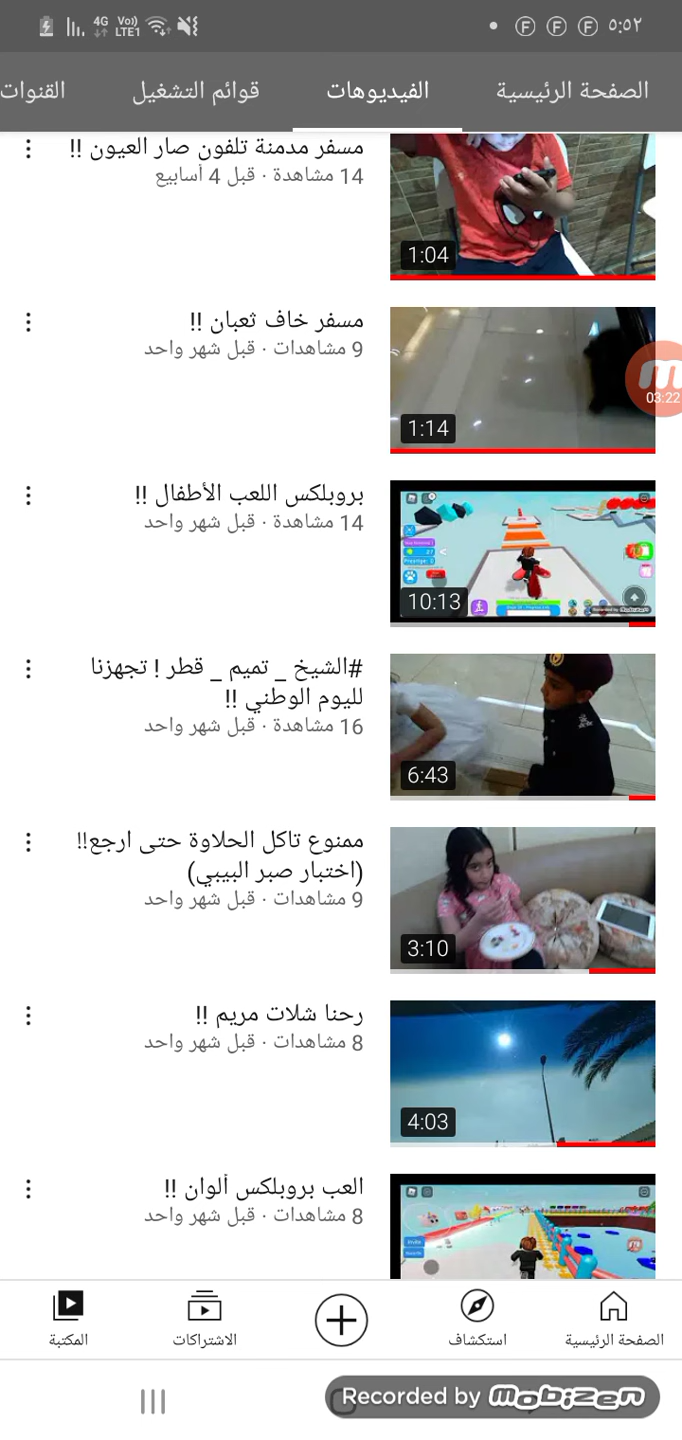 4G
Vo)) LTE1
٥:٥٢
الصفحة الرئيسية
الفيديوهات
قوائم التشغيل
القنوات
مسفر مدمنة تلفون صار العيون !!
14 مشاهدة · قبل 4 أسابيع
1:04
مسفر خاف ثعبان !!
9 مشاهدات · قبل شهر واحد
1:14
03:22
بروبلكس اللعب الأطفال !!
14 مشاهدة · قبل شهر واحد
10:13
#الشيخ _ تميم _ قطر ! تجهزنا
لليوم الوطني !!
16 مشاهدة · قبل شهر واحد
6:43
ممنوع تاكل الحلاوة حتى ارجع!!
(اختبار صبر البيبي)
9 مشاهدات · قبل شهر واحد
3:10
رحنا شلات مريم !!
8 مشاهدات · قبل شهر واحد
4:03
العب بروبلكس ألوان !!
8 مشاهدات · قبل شهر واحد
الصفحة الرئيسية
استكشاف
الاشتراكات
المكتبة
Recorded by mobizen